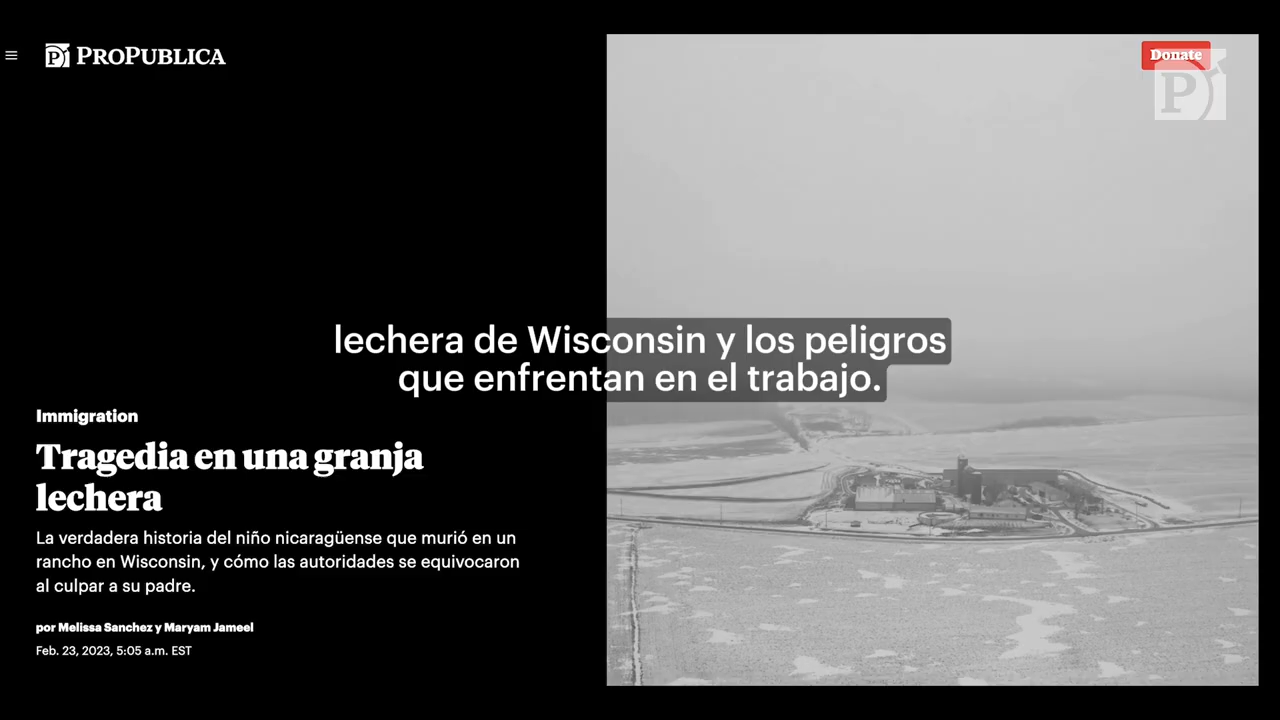 PROPUBLICA
Donate
P
lechera de Wisconsin y los peligros
que enfrentan en el trabajo.
Immigration
Tragedia en una granja
lechera
La verdadera historia del niño nicaragüense que murió en un
rancho en Wisconsin, y cómo las autoridades se equivocaron
al culpar a su padre.
por Melissa Sanchez y Maryam Jameel
Feb. 23, 2023, 5:05 a.m. EST